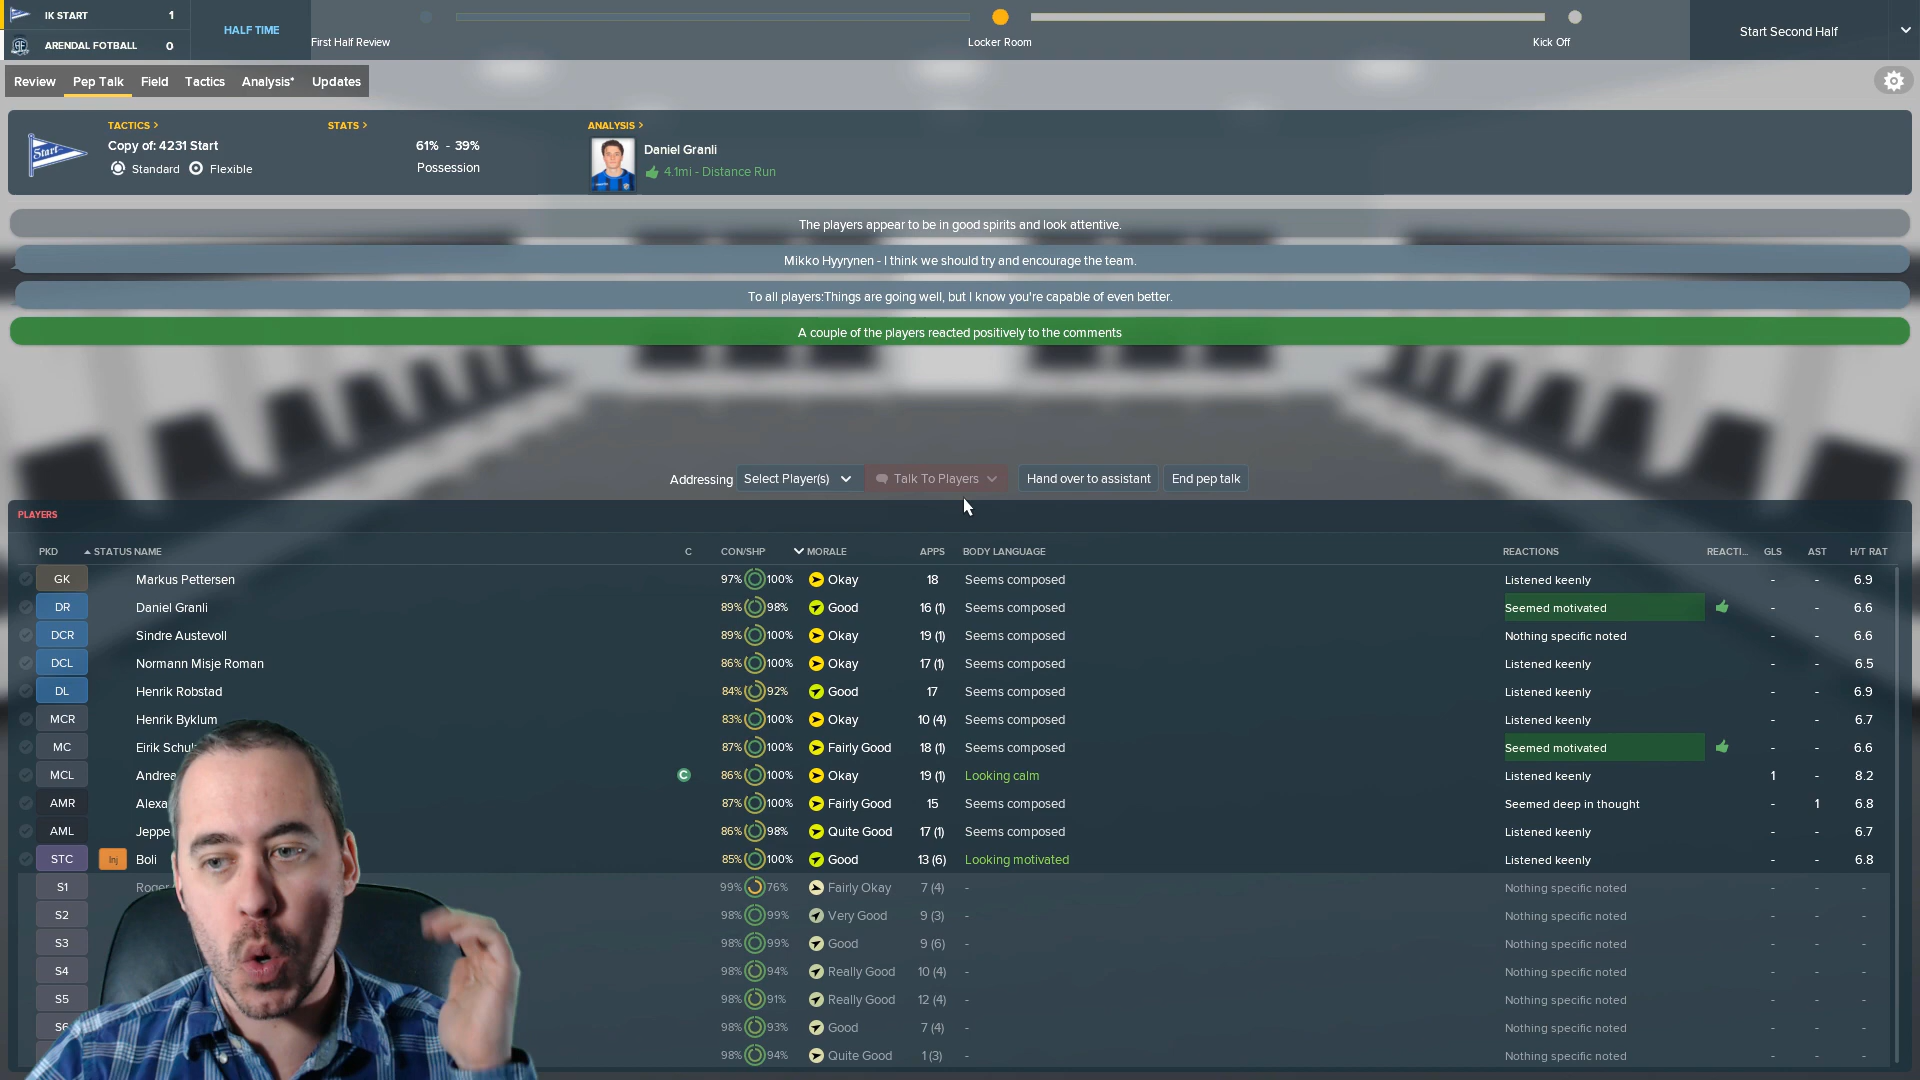 IK START 1
ARENDAL FOTBALL 0
HALF TIME
First Half Review
Locker Room
Kick Off
Start Second Half
Review Pep Talk Field Tactics Analysis* Updates
Start
TACTICS >
Copy of: 4231 Start
Standard Flexible
STATS >
61% - 39%
Possession
ANALYSIS >
Daniel Granli
4.1mi - Distance Run
The players appear to be in good spirits and look attentive.
Mikko Hyyrynen - I think we should try and encourage the team.
To all players:Things are going well, but I know you're capable of even better.
A couple of the players reacted positively to the comments
Addressing Select Player(s) Talk To Players Hand over to assistant End pep talk
PLAYERS
PKD STATUS NAME C CON/SHP MORALE APPS BODY LANGUAGE REACTIONS REACTI... GLS AST H/T RAT
GK Markus Pettersen 97% 100% Okay 18 Seems composed Listened keenly - - 6.9
DR Daniel Granli 89% 98% Good 16 (1) Seems composed Seemed motivated - - 6.6
DCR Sindre Austevoll 89% 100% Okay 19 (1) Seems composed Nothing specific noted - - 6.6
DCL Normann Misje Roman 86% 100% Okay 17 (1) Seems composed Listened keenly - - 6.5
DL Henrik Robstad 84% 92% Good 17 Seems composed Listened keenly - - 6.9
MCR Henrik Byklum 83% 100% Okay 10 (4) Seems composed Listened keenly - - 6.7
MC Eirik 87% 100% Fairly Good 18 (1) Seems composed Seemed motivated - - 6.6
MCL C 86% 100% Okay 19 (1) Looking calm Listened keenly 1 - 8.2
AMR 87% 100% Fairly Good 15 Seems composed Seemed deep in thought - 1 6.8
AML Jeppe 86% 98% Quite Good 17 (1) Seems composed Listened keenly - - 6.7
STC Inj Boli 85% 100% Good 13 (6) Looking motivated Listened keenly - - 6.8
S1 99% 76% Fairly Okay 7 (4) - Nothing specific noted - - -
S2 98% 99% Very Good 9 (3) - Nothing specific noted - - -
S3 98% 99% Good 9 (6) - Nothing specific noted - - -
S4 98% 94% Really Good 10 (4) - Nothing specific noted - - -
S5 98% 91% Really Good 12 (4) - Nothing specific noted - - -
S6 98% 93% Good 7 (4) - Nothing specific noted - - -
98% 94% Quite Good 1 (3) - Nothing specific noted - - -